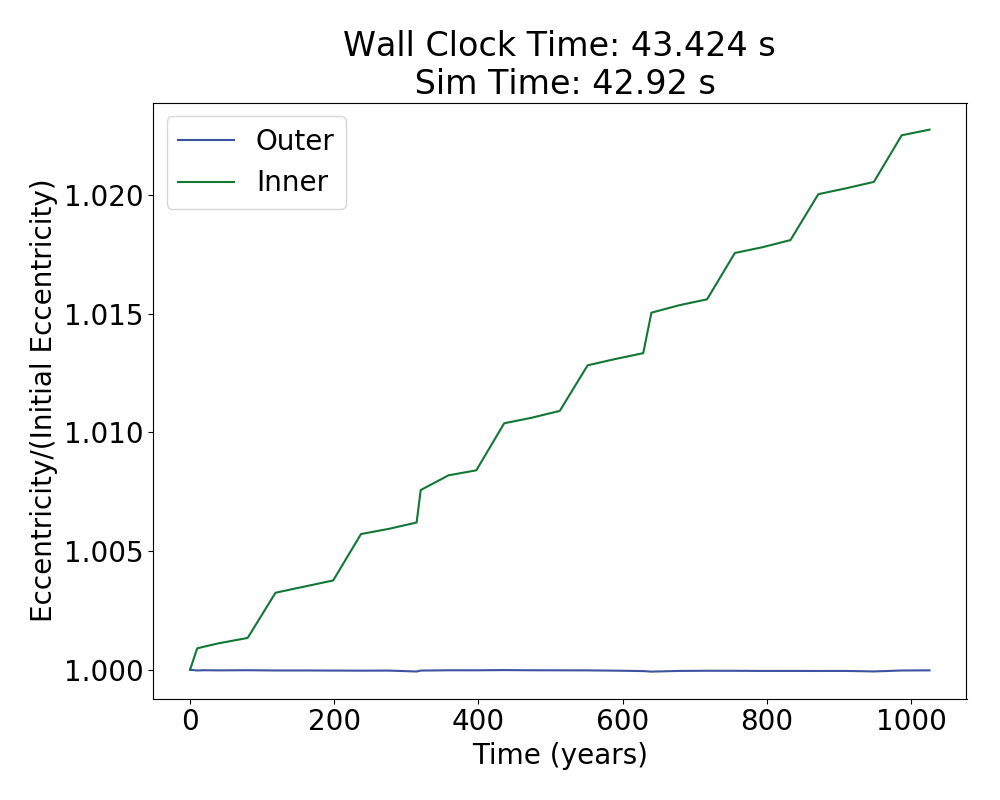 Wall Clock Time: 43.424 s
Sim Time: 42.92 s
Outer
Inner
Eccentricity/(Initial Eccentricity)
1.020
1.015
1.010
1.005
1.000
0 200 400 600 800 1000
Time (years)